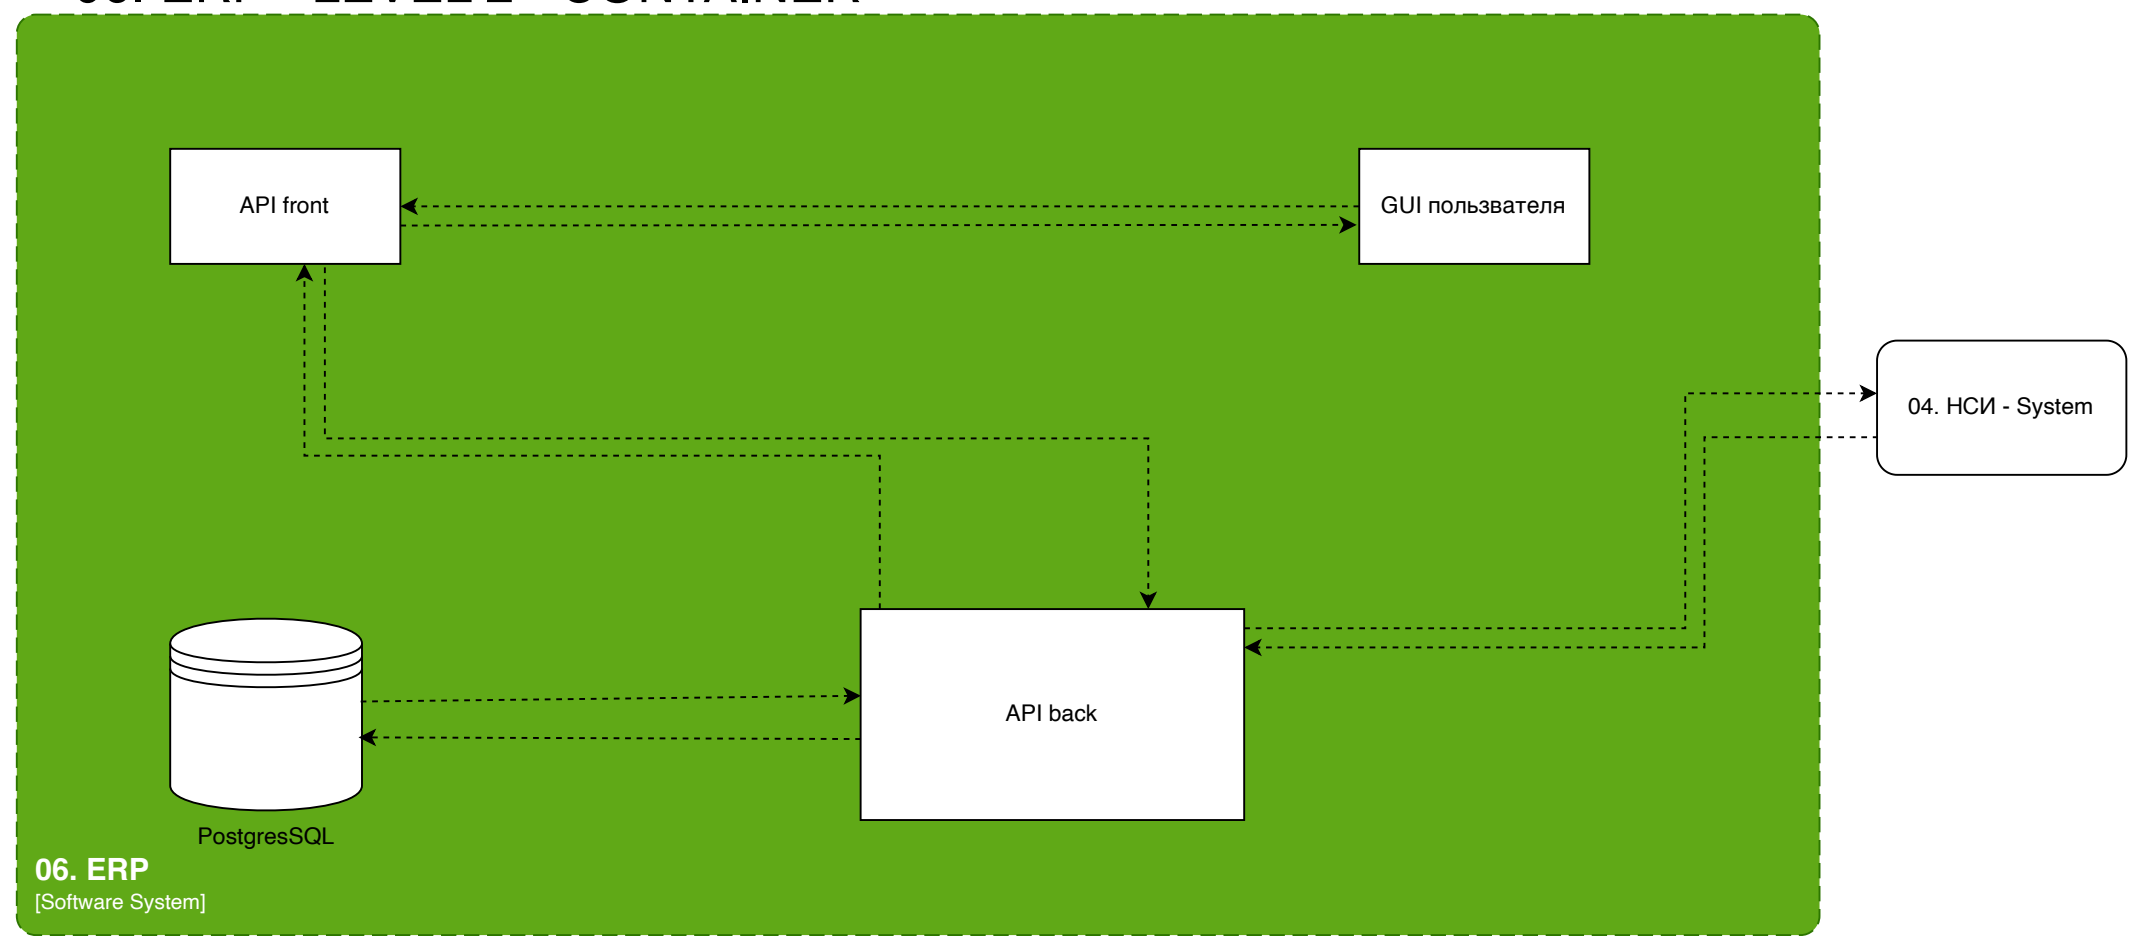 API front
GUI пользвателя
04. НСИ - System
API back
PostgresSQL
06. ERP
[Software System]